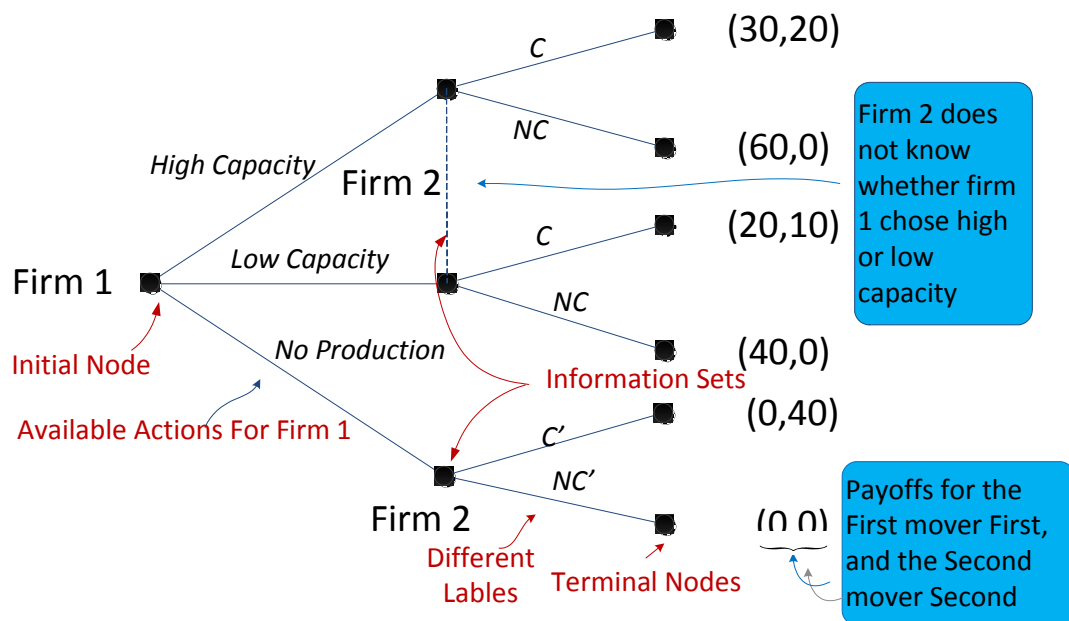 C
(30,20)
NC
(60,0)
High Capacity
Firm 2
Firm 2 does
not know
whether firm
1 chose high
or low
capacity
C
(20,10)
Low Capacity
Firm 1
NC
(40,0)
No Production
Initial Node
Information Sets
Available Actions For Firm 1
C’
(0,40)
NC’
Firm 2
(0,0)
Different
Lables
Terminal Nodes
Payoffs for the
First mover First,
and the Second
mover Second